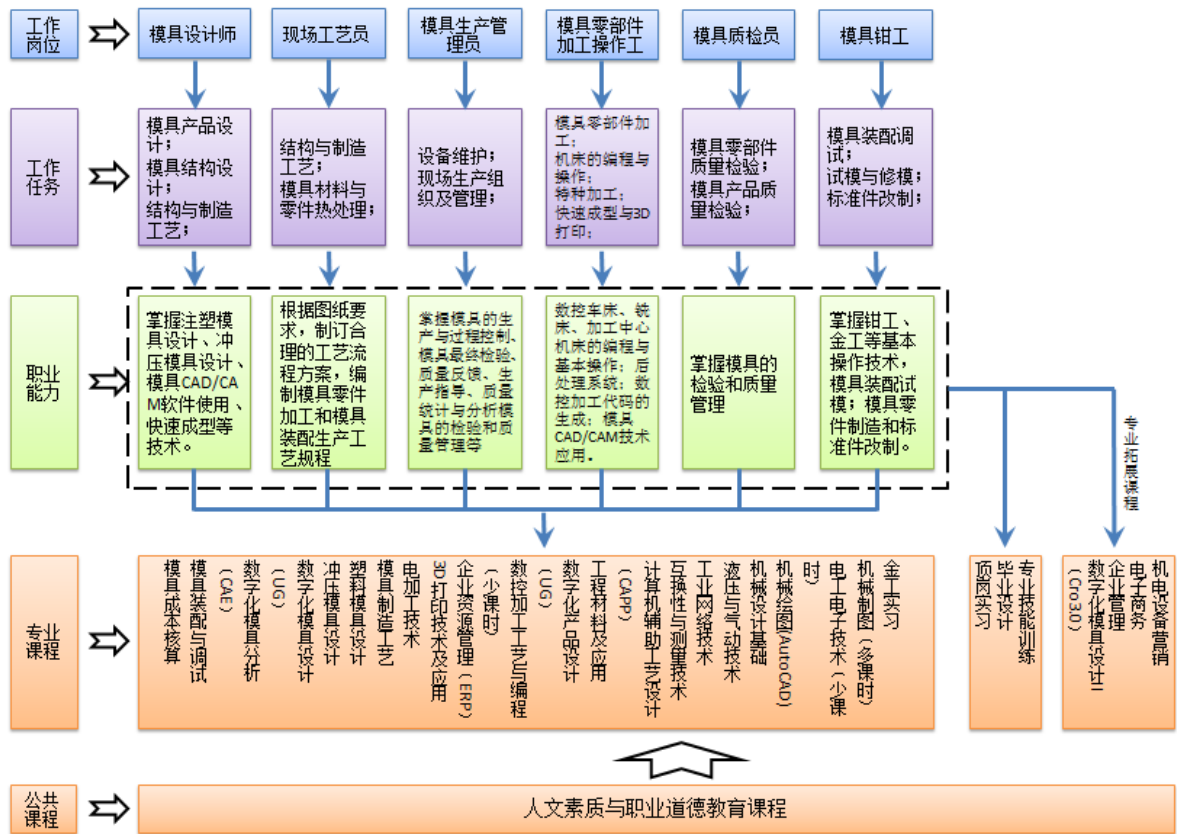 工作
岗位
模具设计师
现场工艺员
模具生产管
理员
模具零部件
加工操作工
模具质检员
模具钳工
工作
任务
模具产品设
计；
模具结构设
计；
结构与制造
工艺；
结构与制造
工艺；
模具材料与
零件热处理；
设备维护；
现场生产组
织及管理；
模具零部件加
工；
机床的编程与
操作；
特种加工；
快速成型与3D
打印；
模具零部件
质量检验；
模具产品质
量检验；
模具装配调
试；
试模与修模；
标准件改制；
职业
能力
掌握注塑模
具设计、冲
压模具设计、
模具CAD/CA
M软件使用、
快速成型等
技术。
根据图纸要
求，制订合
理的工艺流
程方案，编
制模具零件
加工和模具
装配生产工
艺规程
掌握模具的生
产与过程控制、
模具最终检验、
质量反馈、生
产指导、质量
统计与分析模
具的检验和质
量管理等
数控车床、铣
床、加工中心
机床的编程与
基本操作；后
处理系统；数
控加工代码的
生成；模具
CAD/CAM技术
应用。
掌握模具的
检验和质量
管理
掌握钳工、
金工等基本
操作技术，
模具装配试
模；模具零
件制造和标
准件改制。
专业拓展课程
专业
课程
金工实习
机械制图（多课时）
电工电子技术（少课
时）
机械绘图(AutoCAD)
机械设计基础
液压与气动技术
工业网络技术
互换性与测量技术
计算机辅助工艺设计
（CAPP）
工程材料及应用
数字化产品设计
（UG）
数控加工工艺与编程
（少课时）
企业资源管理（ERP）
3D打印技术及应用
电加工技术
模具制造工艺
塑料模具设计
冲压模具设计
数字化模具设计
（UG）
数字化模具分析
（CAE）
模具装配与调试
模具成本核算
专业技能训练
毕业设计
顶岗实习
机电设备营销
电子商务
企业管理
数字化模具设计II
（Cro3.0）
公共
课程
人文素质与职业道德教育课程